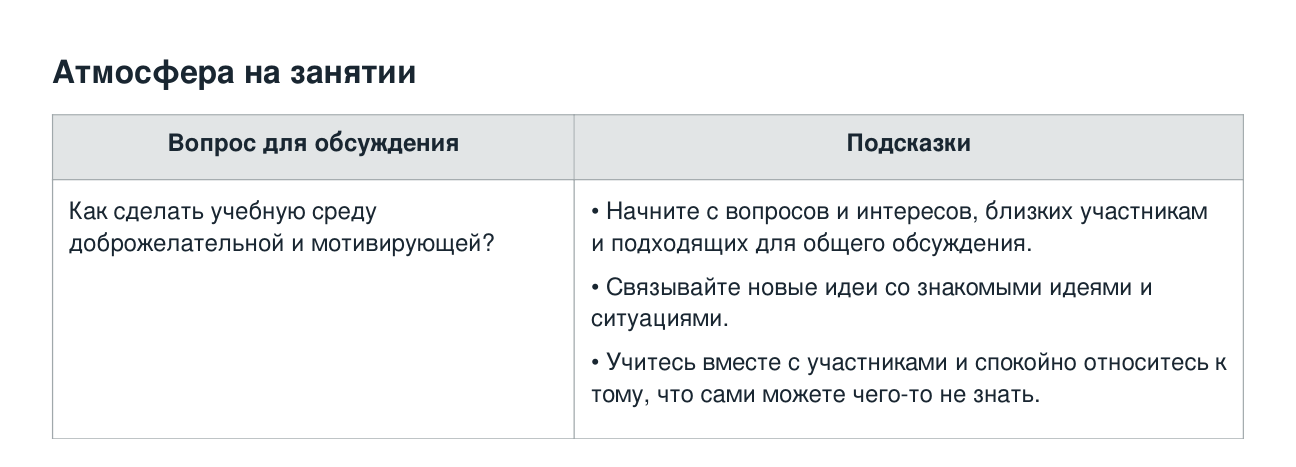 Атмосфера на занятии
Вопрос для обсуждения
Подсказки
Как сделать учебную среду
доброжелательной и мотивирующей?
• Начните с вопросов и интересов, близких участникам
и подходящих для общего обсуждения.
• Связывайте новые идеи со знакомыми идеями и
ситуациями.
• Учитесь вместе с участниками и спокойно относитесь к
тому, что сами можете чего-то не знать.